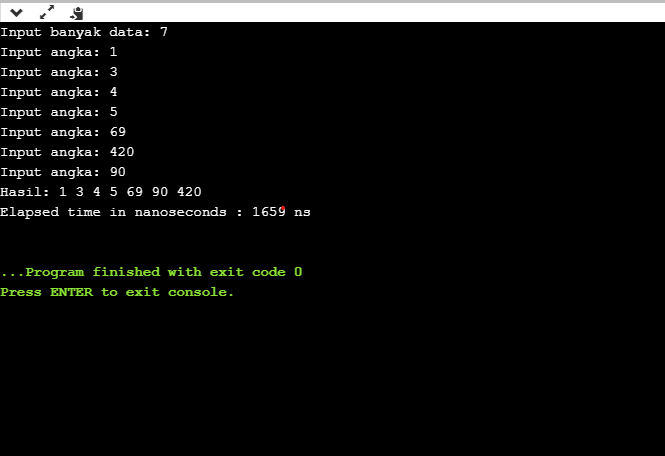 Input banyak data: 7
Input angka: 1
Input angka: 3
Input angka: 4
Input angka: 5
Input angka: 69
Input angka: 420
Input angka: 90
Hasil: 1 3 4 5 69 90 420
Elapsed time in nanoseconds : 1659 ns
...Program finished with exit code 0
Press ENTER to exit console.